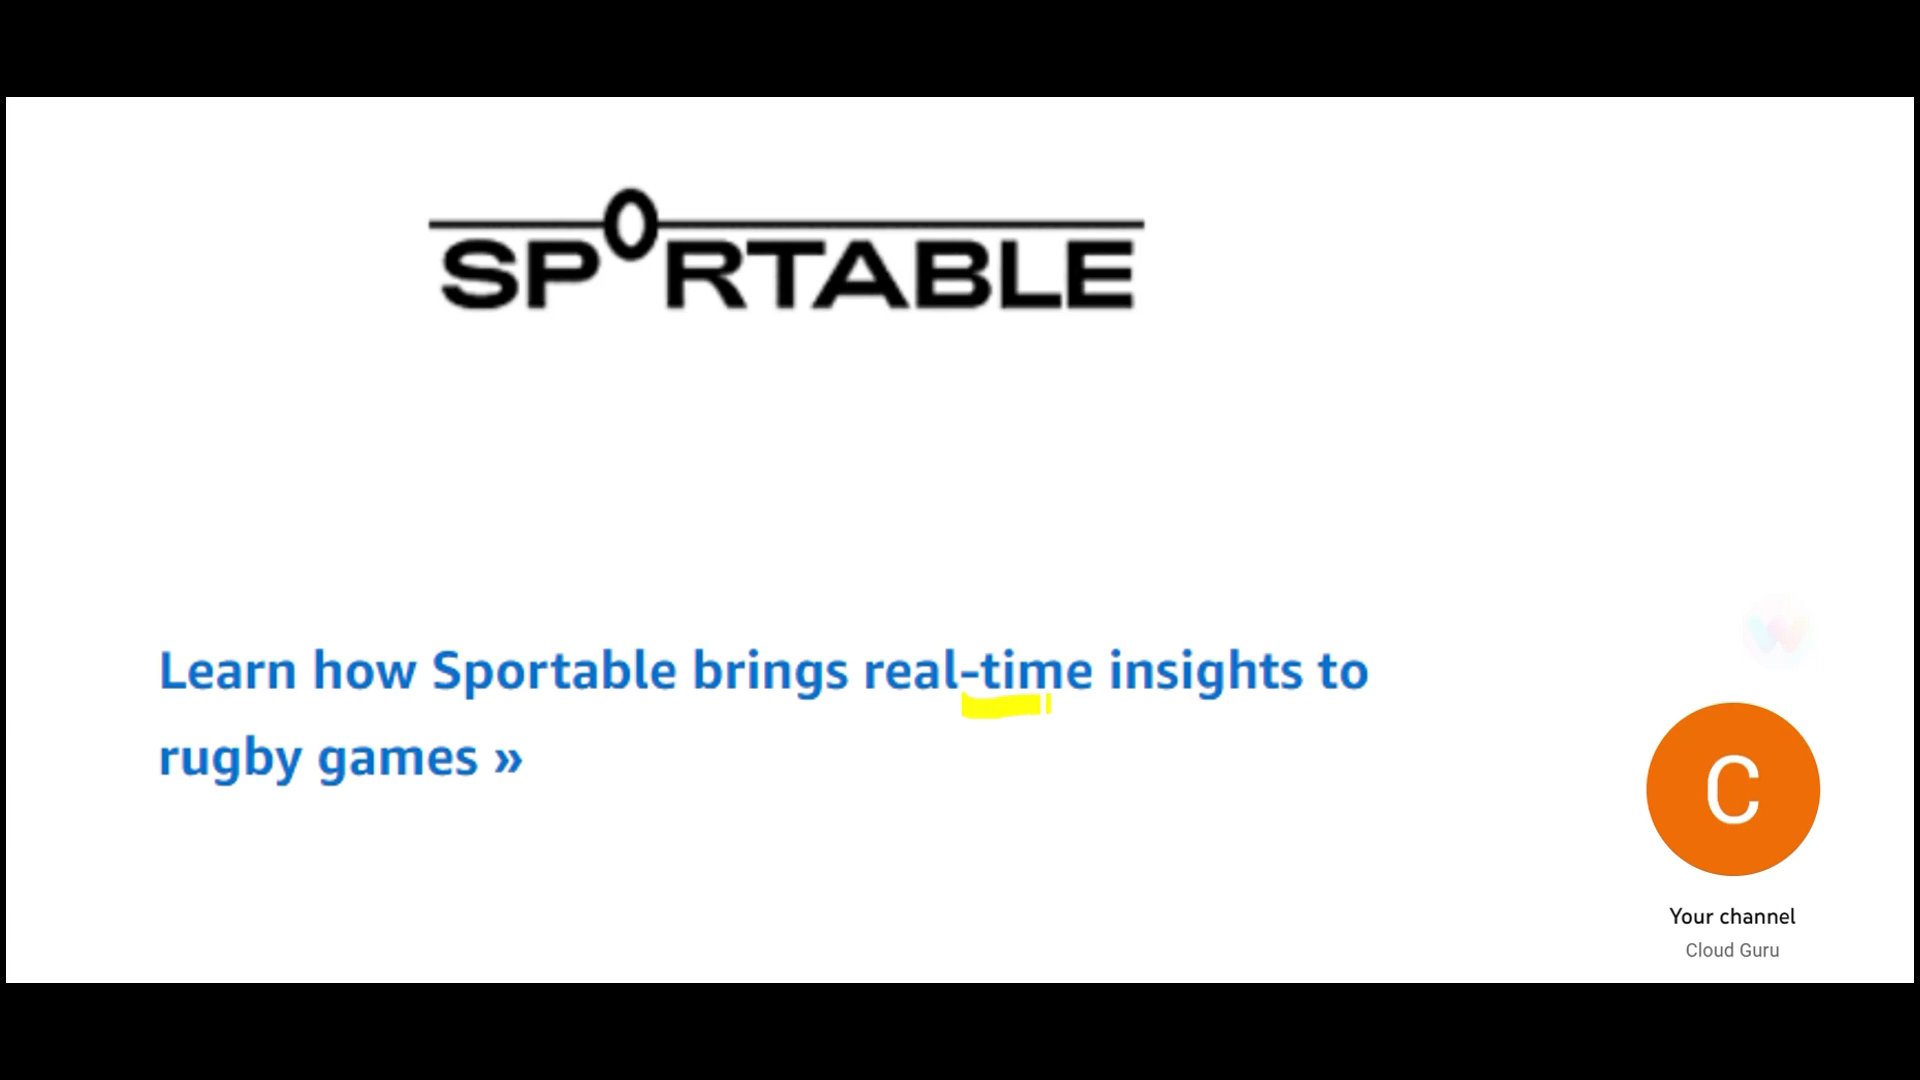 SPORTABLE
Learn how Sportable brings real-time insights to
rugby games »
C
Your channel
Cloud Guru